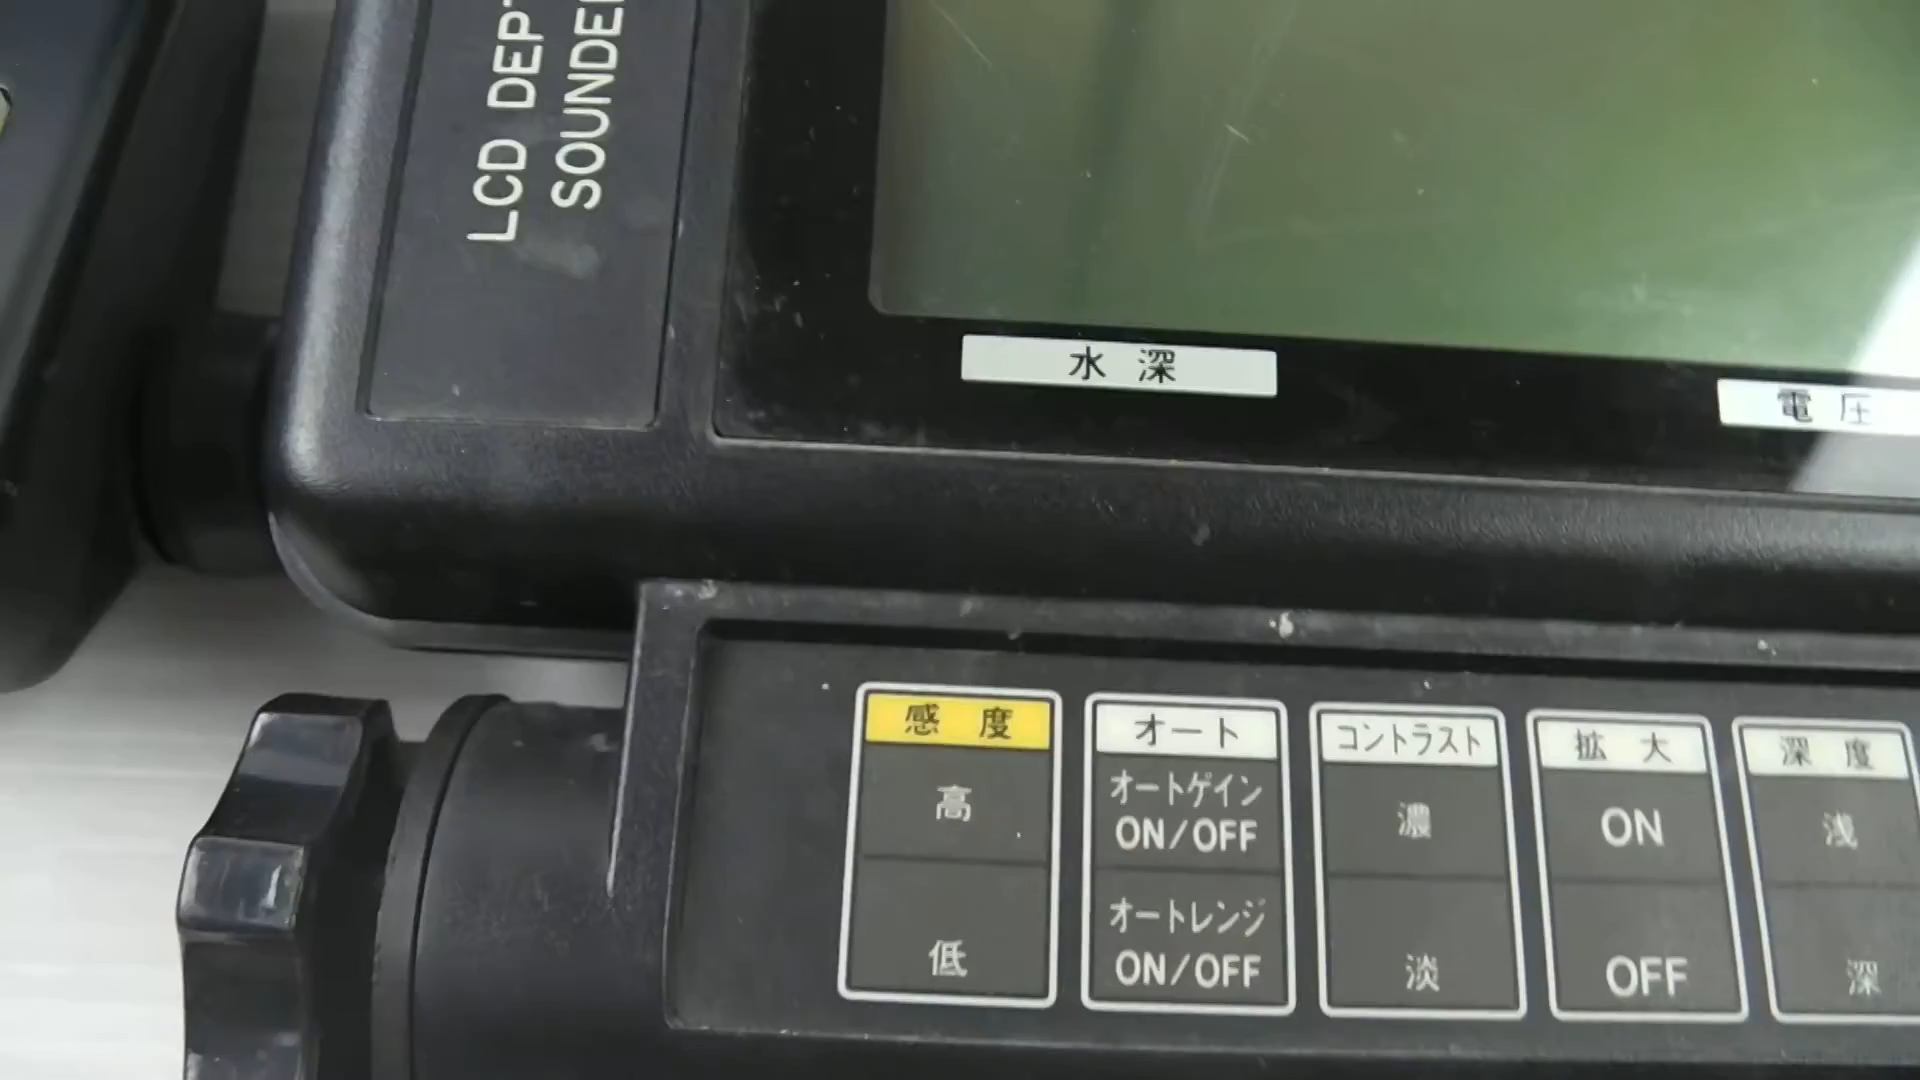 LCD DEPT
SOUNDER
水深
電圧
感度
高
低
オート
オートゲイン
ON/OFF
オートレンジ
ON/OFF
コントラスト
濃
淡
拡大
ON
OFF
深度
浅
深